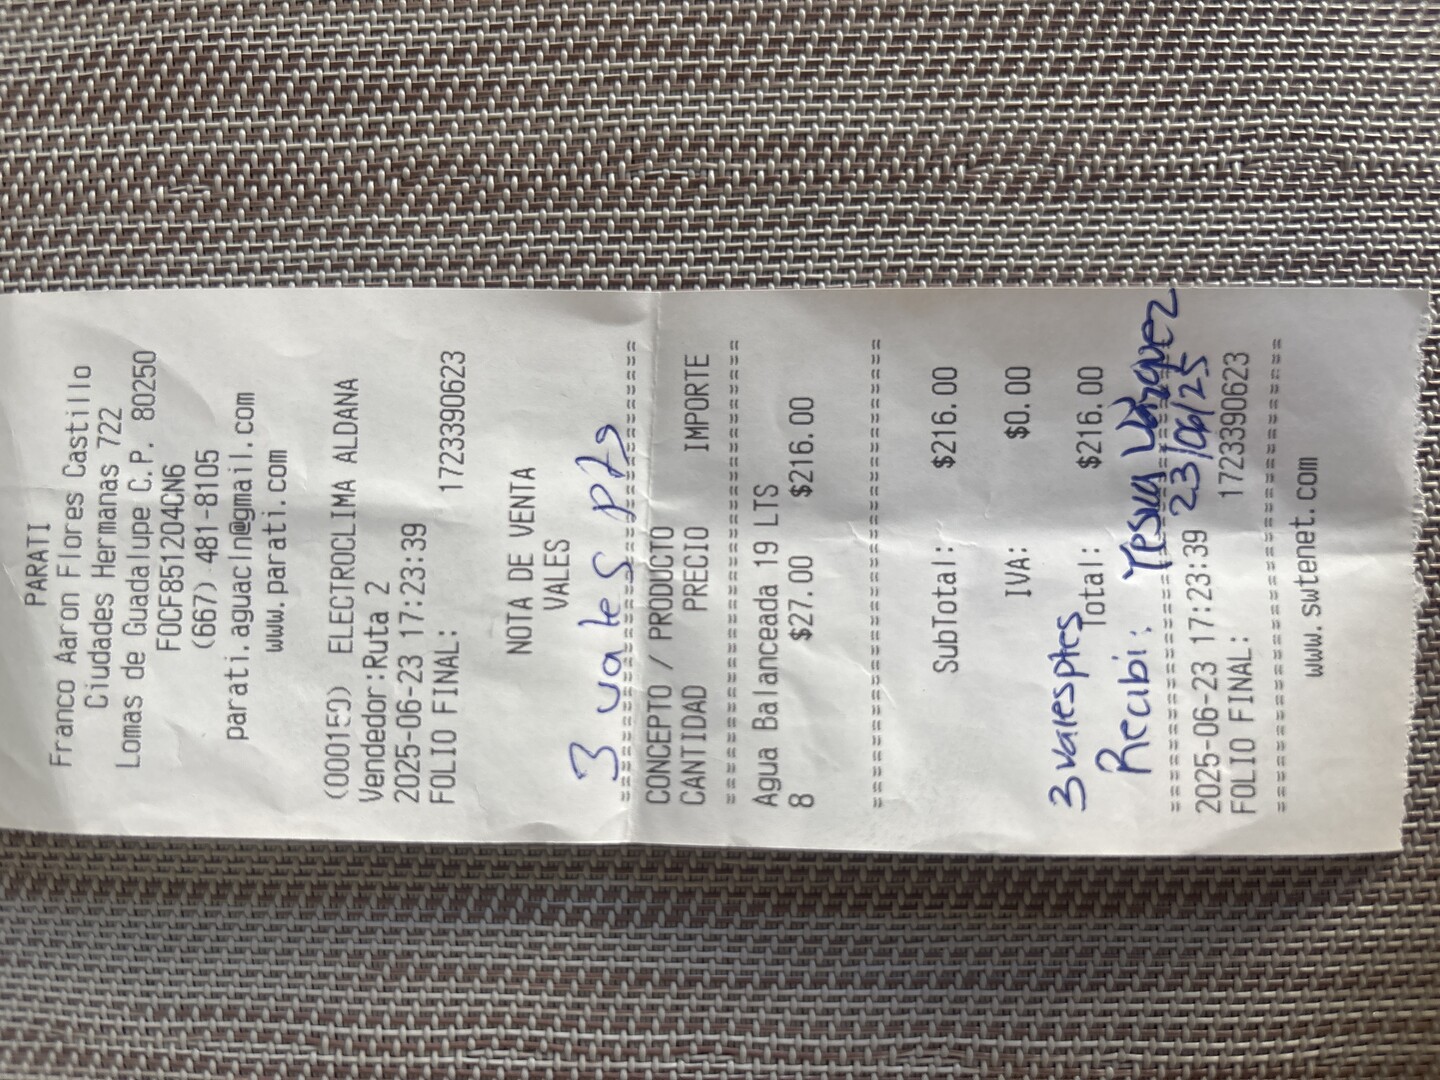 PARATI
Franco Aaron Flores Castillo
Ciudades Hermanas 722
Lomas de Guadalupe C.P. 80250
FOCF851204CN6
(667) 481-8105
parati.aguacln@gmail.com
www.parati.com
(000150) ELECTROCLIMA ALDANA
Vendedor:Ruta 2
2025-06-23 17:23:39
FOLIO FINAL: 1723390623
NOTA DE VENTA
VALES
3 vales pts
==============================
CONCEPTO / PRODUCTO
CANTIDAD PRECIO IMPORTE
==============================
Agua Balanceada 19 LTS
8 $27.00 $216.00
==============================
SubTotal: $216.00
IVA: $0.00
3 vales ptes
Total: $216.00
Recibi: Yesua Vazquez
==============================
23/06/25
2025-06-23 17:23:39
FOLIO FINAL: 1723390623
==============================
www.swtenet.com